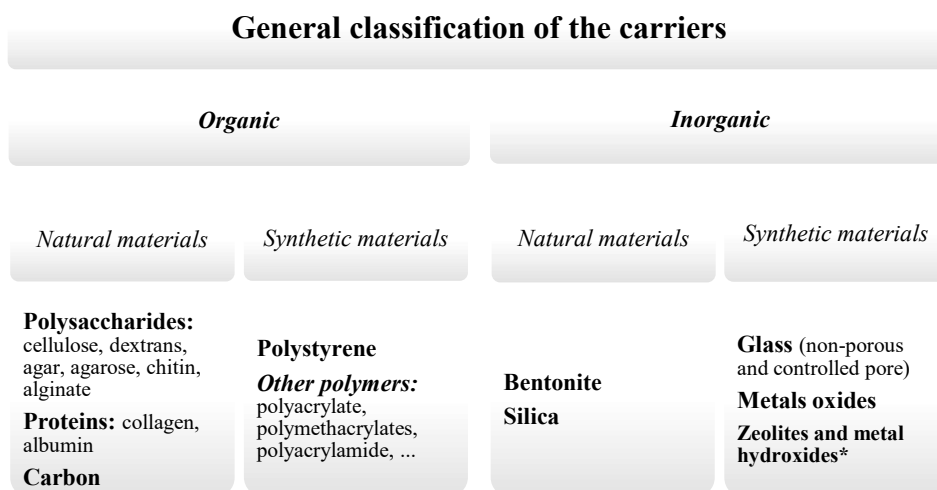 General classification of the carriers
Organic
Inorganic
Natural materials
Synthetic materials
Natural materials
Synthetic materials
Polysaccharides:
cellulose, dextrans,
agar, agarose, chitin,
alginate
Proteins: collagen,
albumin
Carbon
Polystyrene
Other polymers:
polyacrylate,
polymethacrylates,
polyacrylamide, ...
Bentonite
Silica
Glass (non-porous
and controlled pore)
Metals oxides
Zeolites and metal
hydroxides*